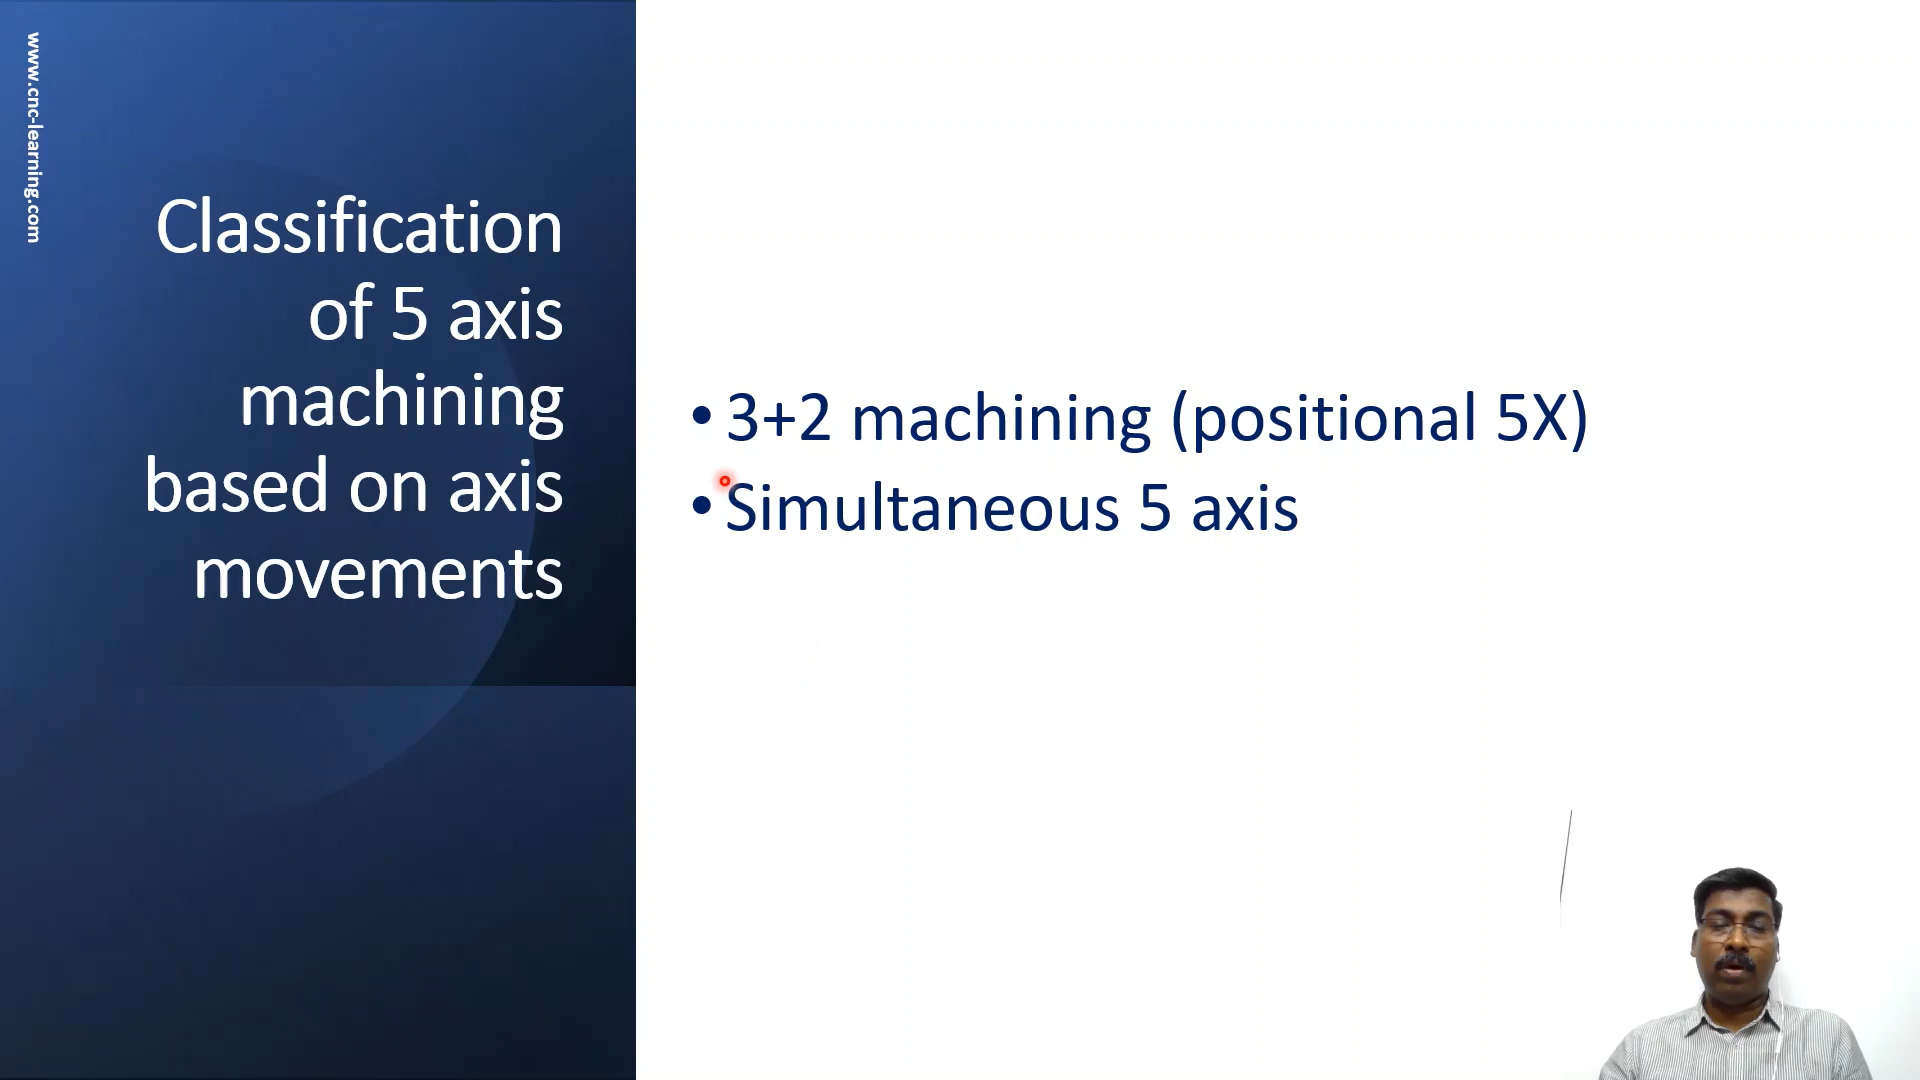 www.cnc-learning.com
Classification
of 5 axis
machining
based on axis
movements
• 3+2 machining (positional 5X)
• Simultaneous 5 axis